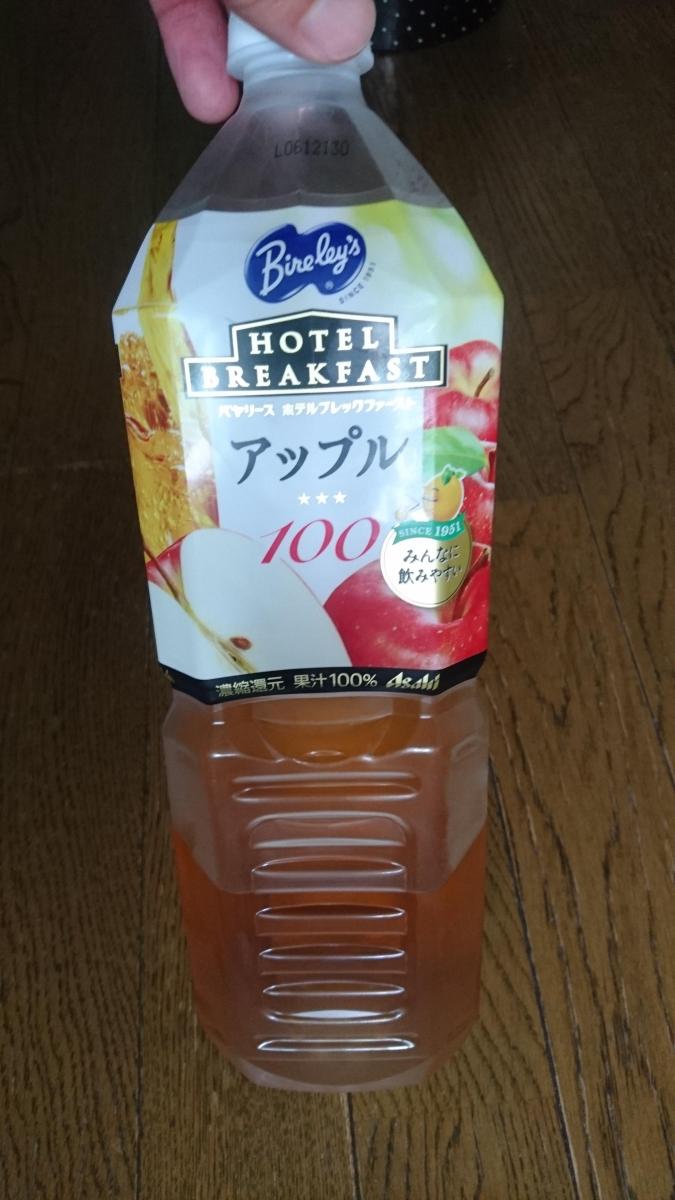 L0612130
Bireley's
®
SINCE 1951
HOTEL
BREAKFAST
バヤリース ホテルブレックファースト
アップル
★★★
100
SINCE 1951
みんなに
飲みやすい
濃縮還元 果汁100% Asahi